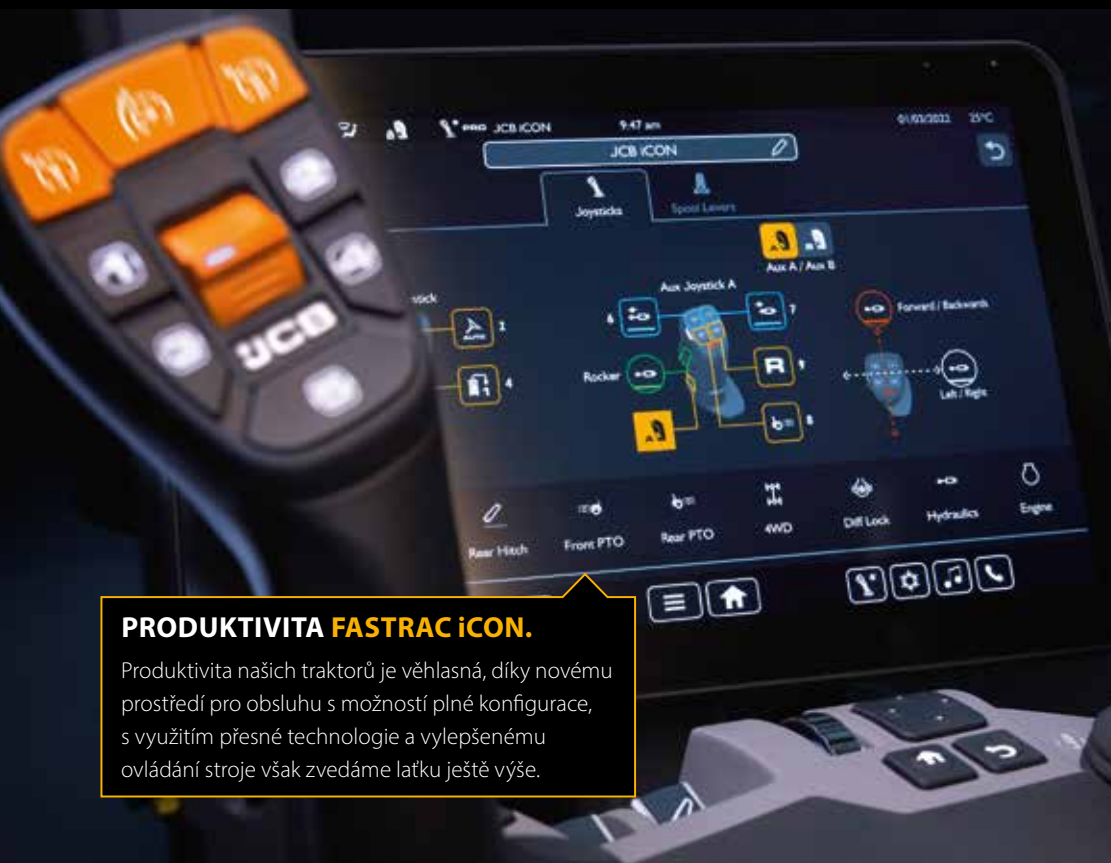 PRO JCB iCON
9:47 am
01/03/2022 25°C
JCB iCON
Joysticks
Spool Levers
Aux A / Aux B
Aux Joystick A
AUTO
3
4
6
7
Rocker
R
9
8
Forward / Backwards
Left / Right
Rear Hitch
Front PTO
Rear PTO
4WD
Diff Lock
Hydraulics
Engine
JCB
PRODUKTIVITA FASTRAC iCON.
Produktivita našich traktorů je věhlasná, díky novému
prostředí pro obsluhu s možností plné konfigurace,
s využitím přesné technologie a vylepšenému
ovládání stroje však zvedáme laťku ještě výše.